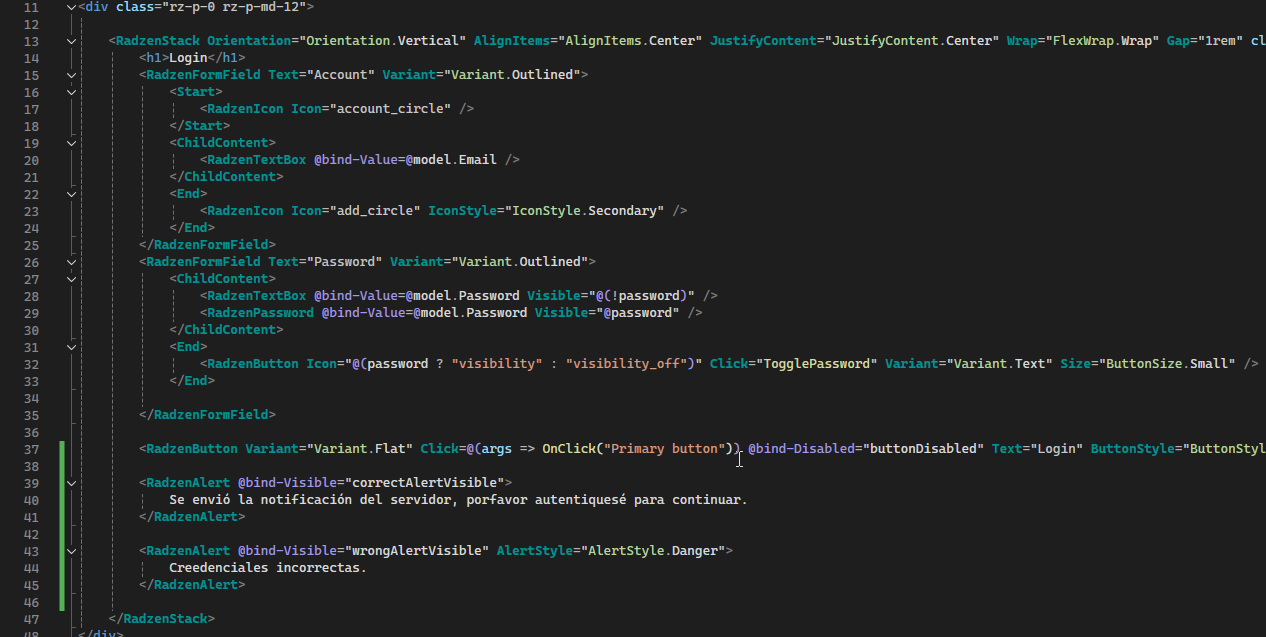 11 <div class="rz-p-0 rz-p-md-12">
12
13 <RadzenStack Orientation="Orientation.Vertical" AlignItems="AlignItems.Center" JustifyContent="JustifyContent.Center" Wrap="FlexWrap.Wrap" Gap="1rem" cl
14 <h1>Login</h1>
15 <RadzenFormField Text="Account" Variant="Variant.Outlined">
16 <Start>
17 <RadzenIcon Icon="account_circle" />
18 </Start>
19 <ChildContent>
20 <RadzenTextBox @bind-Value=@model.Email />
21 </ChildContent>
22 <End>
23 <RadzenIcon Icon="add_circle" IconStyle="IconStyle.Secondary" />
24 </End>
25 </RadzenFormField>
26 <RadzenFormField Text="Password" Variant="Variant.Outlined">
27 <ChildContent>
28 <RadzenTextBox @bind-Value=@model.Password Visible="@(!password)" />
29 <RadzenPassword @bind-Value=@model.Password Visible="@password" />
30 </ChildContent>
31 <End>
32 <RadzenButton Icon="@(password ? "visibility" : "visibility_off")" Click="TogglePassword" Variant="Variant.Text" Size="ButtonSize.Small" />
33 </End>
34
35 </RadzenFormField>
36
37 <RadzenButton Variant="Variant.Flat" Click=@(args => OnClick("Primary button")) @bind-Disabled="buttonDisabled" Text="Login" ButtonStyle="ButtonStyl
38
39 <RadzenAlert @bind-Visible="correctAlertVisible">
40 Se envió la notificación del servidor, porfavor autentiquesé para continuar.
41 </RadzenAlert>
42
43 <RadzenAlert @bind-Visible="wrongAlertVisible" AlertStyle="AlertStyle.Danger">
44 Creedenciales incorrectas.
45 </RadzenAlert>
46
47 </RadzenStack>
48 </div>